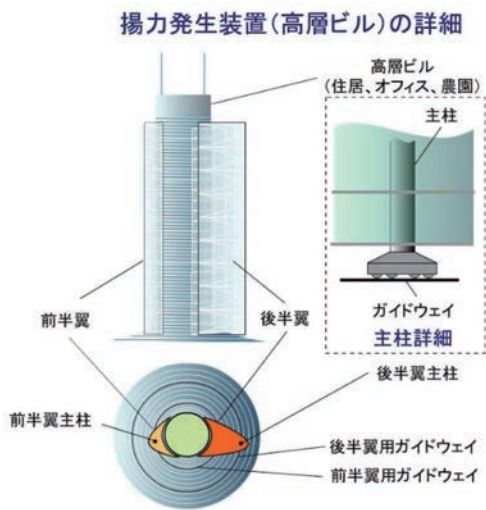 揚力発生装置(高層ビル)の詳細
高層ビル
(住居、オフィス、農園)
主柱
ガイドウェイ
主柱詳細
前半翼
後半翼
後半翼主柱
前半翼主柱
後半翼用ガイドウェイ
前半翼用ガイドウェイ